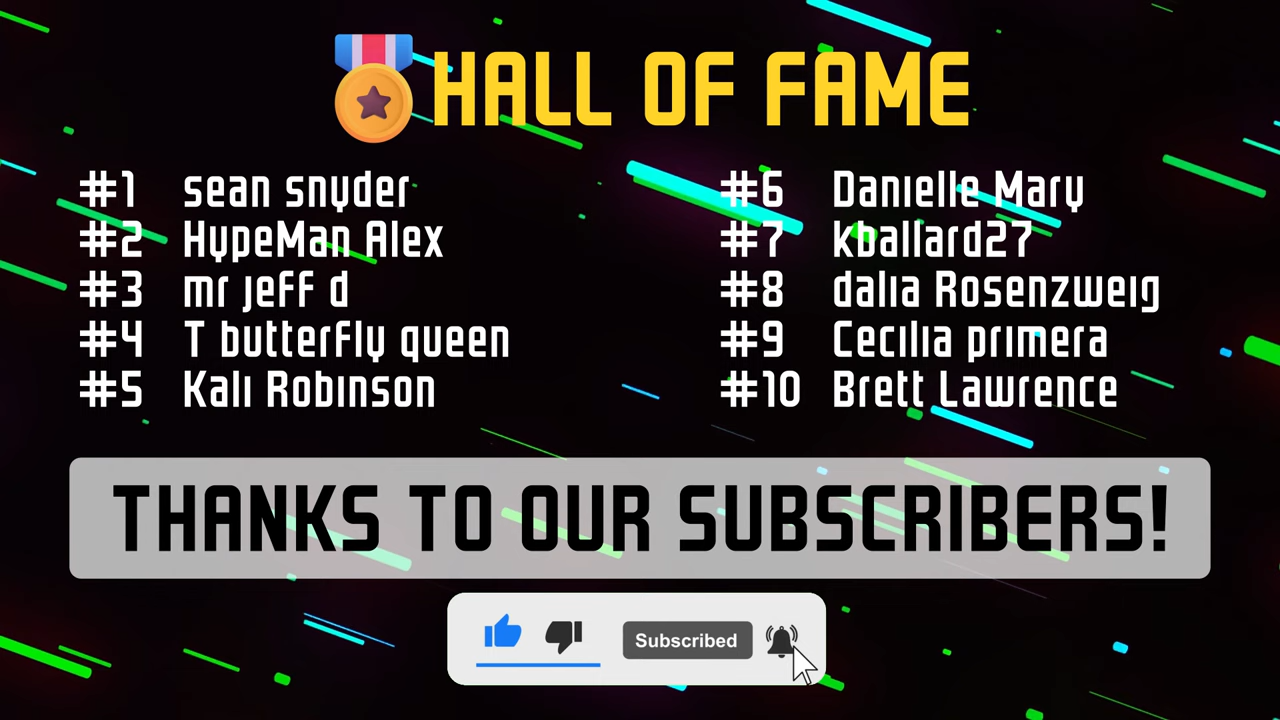 HALL OF FAME
#1 sean snyder
#2 HypeMan Alex
#3 mr jeff d
#4 T butterfly queen
#5 Kali Robinson
#6 Danielle Mary
#7 kballard27
#8 dalia Rosenzweig
#9 Cecilia primera
#10 Brett Lawrence
THANKS TO OUR SUBSCRIBERS!
Subscribed